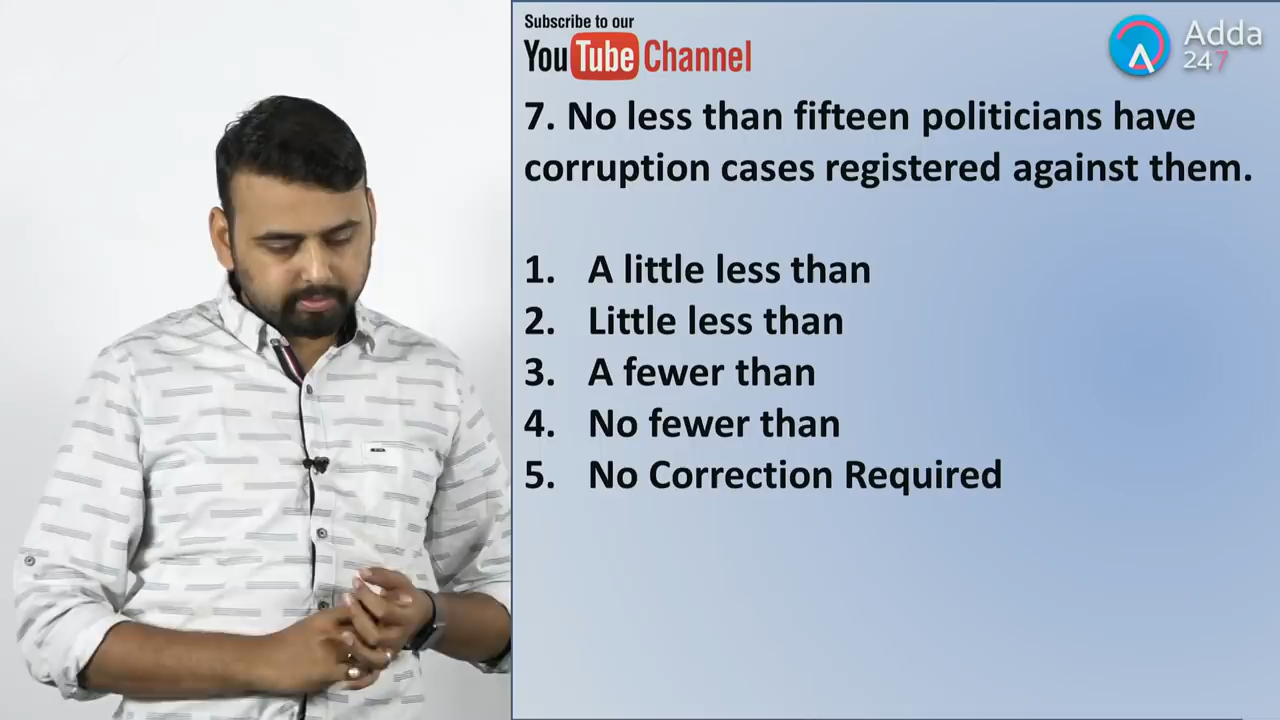 Subscribe to our
YouTube Channel
Adda
247
7. No less than fifteen politicians have
corruption cases registered against them.
1. A little less than
2. Little less than
3. A fewer than
4. No fewer than
5. No Correction Required